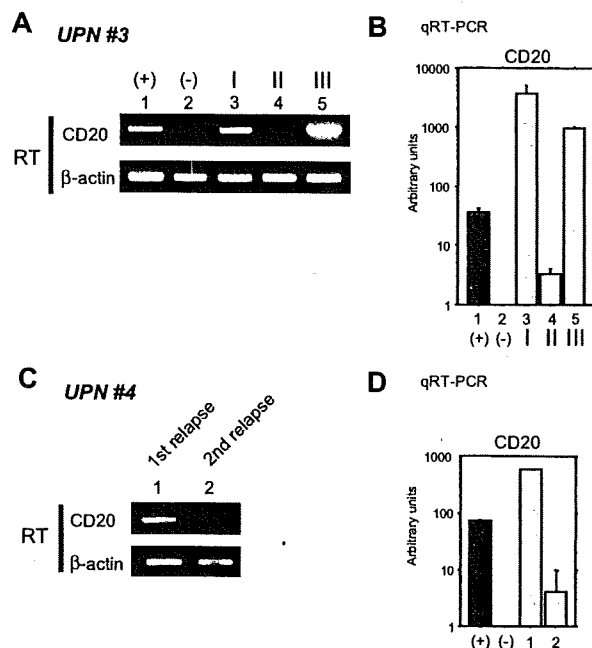 A UPN #3
(+) (-) I II III
1 2 3 4 5
RT
CD20
β-actin
B qRT-PCR
CD20
Arbitrary units
10000
1000
100
10
1
1 2 3 4 5
(+) (-) I II III
C UPN #4
1st relapse
2nd relapse
1 2
RT
CD20
β-actin
D qRT-PCR
CD20
Arbitrary units
1000
100
10
1
(+) (-) 1 2